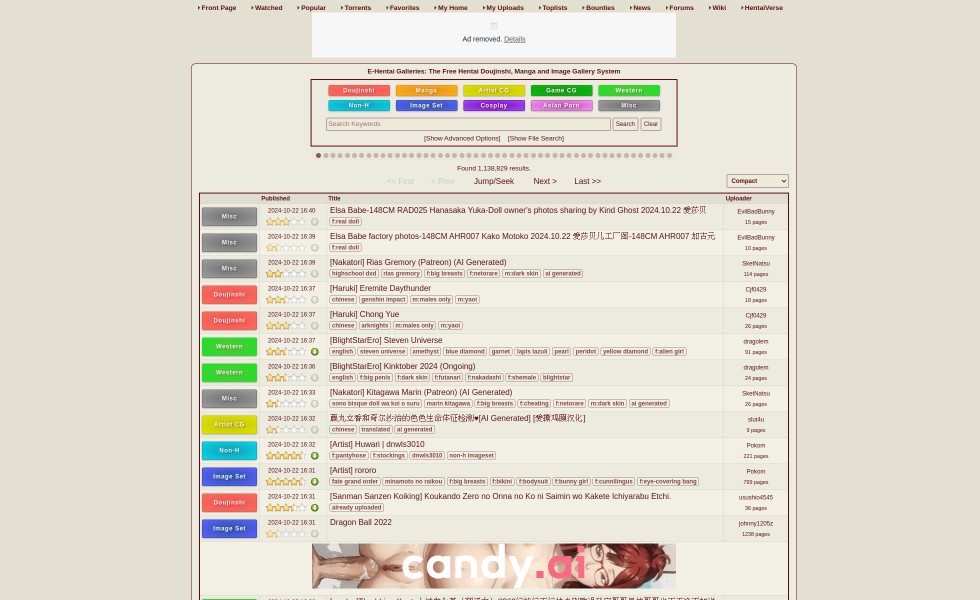 Front Page Watched Popular Torrents Favorites My Home My Uploads Toplists Bounties News Forums Wiki HentaiVerse
Ad removed. Details
E-Hentai Galleries: The Free Hentai Doujinshi, Manga and Image Gallery System
Doujinshi Manga Artist CG Game CG Western
Non-H Image Set Cosplay Asian Porn Misc
Search Keywords Search Clear
[Show Advanced Options] [Show File Search]
Found 1,138,829 results.
<< First < Prev Jump/Seek Next > Last >> Compact
Published Title Uploader
Misc 2024-10-22 16:40 Elsa Babe-148CM RAD025 Hanasaka Yuka-Doll owner's photos sharing by Kind Ghost 2024.10.22 爱莎贝 EvilBadBunny
f:real doll 15 pages
Misc 2024-10-22 16:39 Elsa Babe factory photos-148CM AHR007 Kako Motoko 2024.10.22 爱莎贝儿工厂图-148CM AHR007 加古元 EvilBadBunny
f:real doll 10 pages
Misc 2024-10-22 16:39 [Nakatori] Rias Gremory (Patreon) (AI Generated) SketNatsu
highschool dxd rias gremory f:big breasts f:netorare m:dark skin ai generated 114 pages
Doujinshi 2024-10-22 16:37 [Haruki] Eremite Daythunder Cjf0429
chinese genshin impact m:males only m:yaoi 18 pages
Doujinshi 2024-10-22 16:37 [Haruki] Chong Yue Cjf0429
chinese arknights m:males only m:yaoi 26 pages
Western 2024-10-22 16:37 [BlightStarEro] Steven Universe dragolem
english steven universe amethyst blue diamond garnet lapis lazuli pearl peridot yellow diamond f:alien girl 91 pages
Western 2024-10-22 16:36 [BlightStarEro] Kinktober 2024 (Ongoing) dragolem
english f:big penis f:dark skin f:futanari f:nakadashi f:shemale blightstar 24 pages
Misc 2024-10-22 16:33 [Nakatori] Kitagawa Marin (Patreon) (AI Generated) SketNatsu
sono bisque doll wa koi o suru marin kitagawa f:big breasts f:cheating f:netorare m:dark skin ai generated 26 pages
Artist CG 2024-10-22 16:32 藤丸立香和奇尔沙治的色色生命体征检测♥[AI Generated] slut4u
chinese translated ai generated 9 pages
Non-H 2024-10-22 16:32 [Artist] Huwari | dnwls3010 Pokom
f:pantyhose f:stockings dnwls3010 non-h imageset 221 pages
Image Set 2024-10-22 16:31 [Artist] rororo Pokom
fate grand order minamoto no raikou f:big breasts f:bikini f:bodysuit f:bunny girl f:cunnilingus f:eye-covering bang 769 pages
Doujinshi 2024-10-22 16:31 [Sanman Sanzen Koiking] Koukando Zero no Onna no Ko ni Saimin wo Kakete Ichiyarabu Etchi. usushio4545
already uploaded 36 pages
Image Set 2024-10-22 16:31 Dragon Ball 2022 johnny1205z
1238 pages
candy.ai